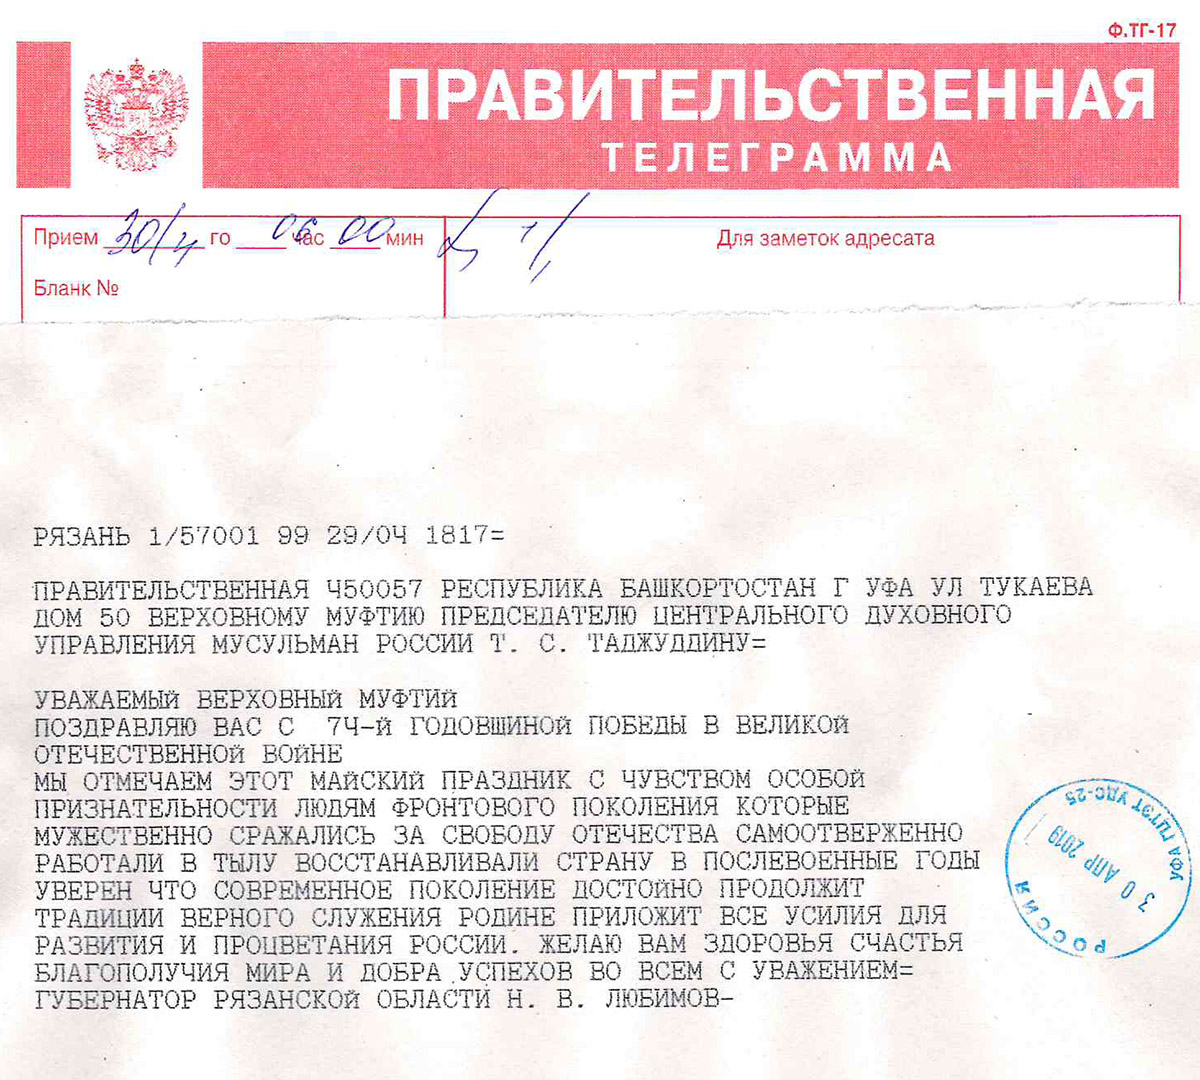 Ф.ТГ-17
ПРАВИТЕЛЬСТВЕННАЯ
ТЕЛЕГРАММА
Прием 30/4 го 06 час 00 мин
Для заметок адресата
Бланк №
РЯЗАНЬ 1/57001 99 29/04 1817=
ПРАВИТЕЛЬСТВЕННАЯ 450057 РЕСПУБЛИКА БАШКОРТОСТАН Г УФА УЛ ТУКАЕВА
ДОМ 50 ВЕРХОВНОМУ МУФТИЮ ПРЕДСЕДАТЕЛЮ ЦЕНТРАЛЬНОГО ДУХОВНОГО
УПРАВЛЕНИЯ МУСУЛЬМАН РОССИИ Т. С. ТАДЖУДДИНУ=
УВАЖАЕМЫЙ ВЕРХОВНЫЙ МУФТИЙ
ПОЗДРАВЛЯЮ ВАС С 74-Й ГОДОВЩИНОЙ ПОБЕДЫ В ВЕЛИКОЙ
ОТЕЧЕСТВЕННОЙ ВОЙНЕ
МЫ ОТМЕЧАЕМ ЭТОТ МАЙСКИЙ ПРАЗДНИК С ЧУВСТВОМ ОСОБОЙ
ПРИЗНАТЕЛЬНОСТИ ЛЮДЯМ ФРОНТОВОГО ПОКОЛЕНИЯ КОТОРЫЕ
МУЖЕСТВЕННО СРАЖАЛИСЬ ЗА СВОБОДУ ОТЕЧЕСТВА САМООТВЕРЖЕННО
РАБОТАЛИ В ТЫЛУ ВОССТАНАВЛИВАЛИ СТРАНУ В ПОСЛЕВОЕННЫЕ ГОДЫ
УВЕРЕН ЧТО СОВРЕМЕННОЕ ПОКОЛЕНИЕ ДОСТОЙНО ПРОДОЛЖИТ
ТРАДИЦИИ ВЕРНОГО СЛУЖЕНИЯ РОДИНЕ ПРИЛОЖИТ ВСЕ УСИЛИЯ ДЛЯ
РАЗВИТИЯ И ПРОЦВЕТАНИЯ РОССИИ. ЖЕЛАЮ ВАМ ЗДОРОВЬЯ СЧАСТЬЯ
БЛАГОПОЛУЧИЯ МИРА И ДОБРА УСПЕХОВ ВО ВСЕМ С УВАЖЕНИЕМ=
ГУБЕРНАТОР РЯЗАНСКОЙ ОБЛАСТИ Н. В. ЛЮБИМОВ-
УФА ГЦТЭТ УДС-25
30 АПР 2019
РОССИЯ